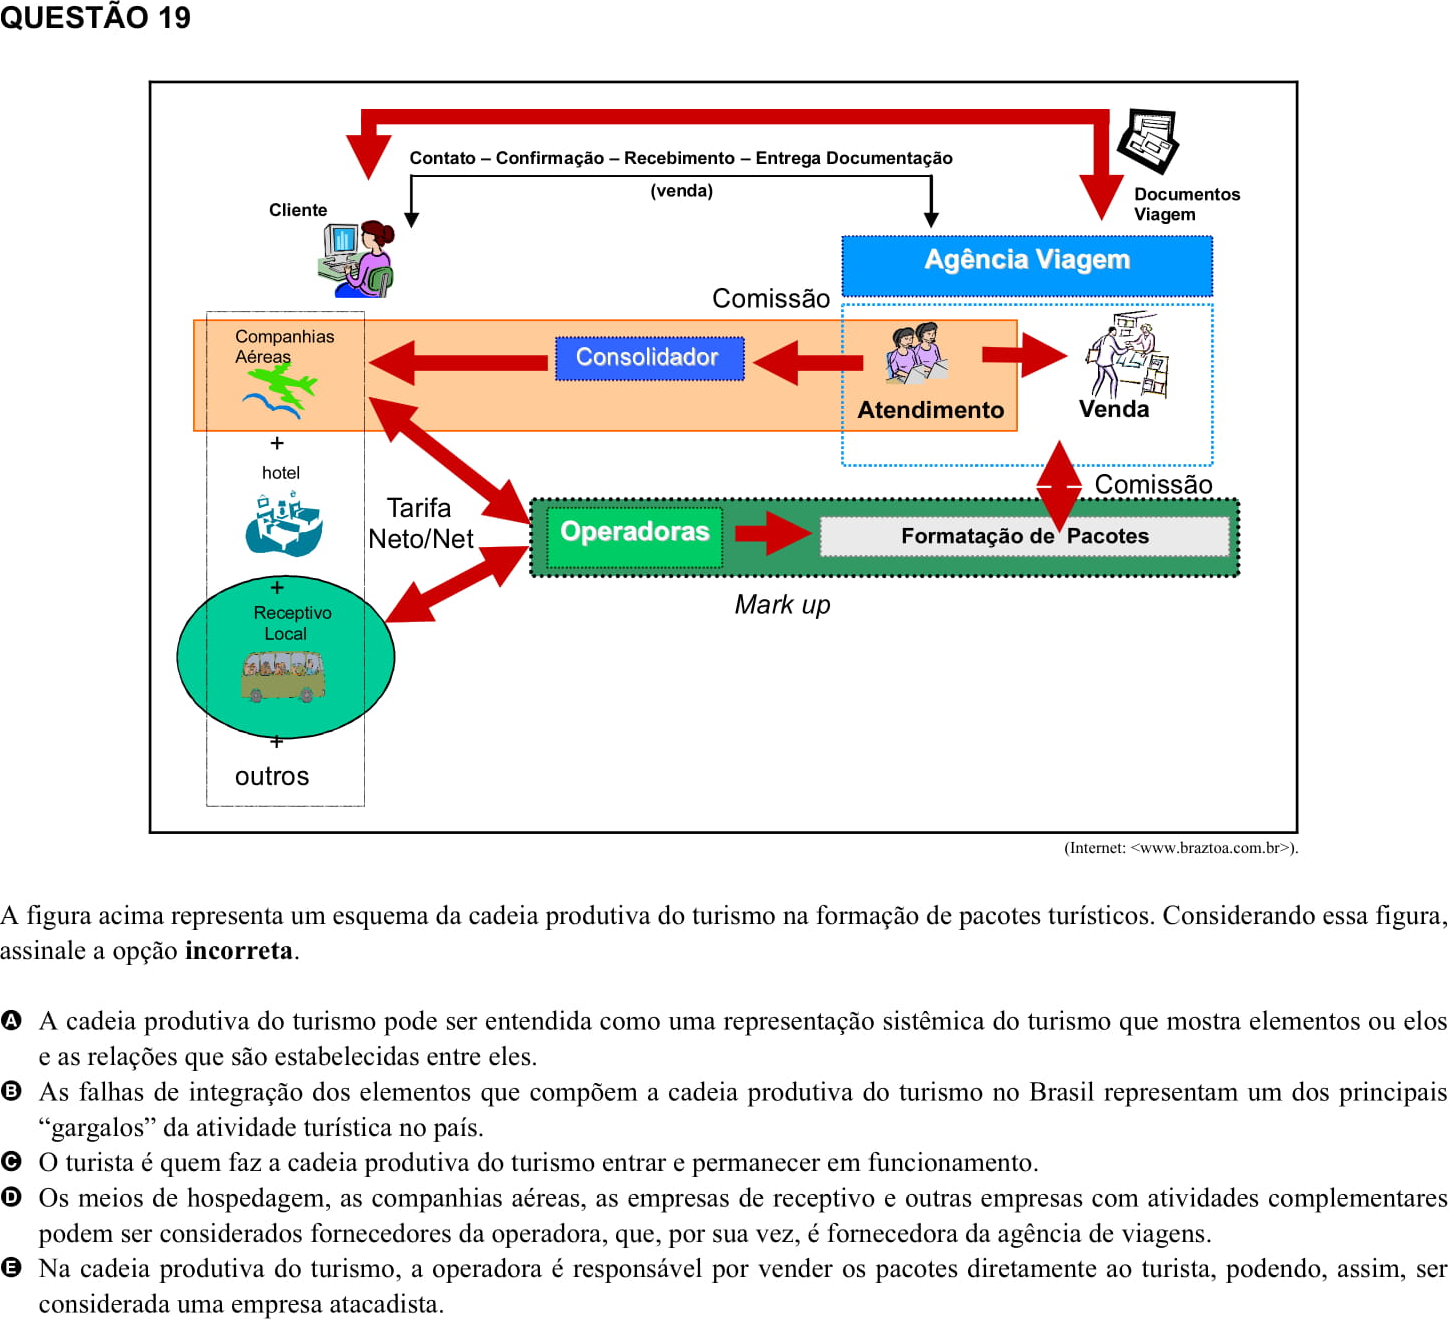 QUESTÃO 19
Contato – Confirmação – Recebimento – Entrega Documentação
(venda)
Documentos
Viagem
Cliente
Agência Viagem
Comissão
Companhias
Aéreas
Consolidador
Atendimento
Venda
+
hotel
Comissão
Tarifa
Neto/Net
Operadoras
Formatação de Pacotes
+
Mark up
Receptivo
Local
+
outros
(Internet: <www.braztoa.com.br>).
A figura acima representa um esquema da cadeia produtiva do turismo na formação de pacotes turísticos. Considerando essa figura,
assinale a opção incorreta.
A A cadeia produtiva do turismo pode ser entendida como uma representação sistêmica do turismo que mostra elementos ou elos
e as relações que são estabelecidas entre eles.
B As falhas de integração dos elementos que compõem a cadeia produtiva do turismo no Brasil representam um dos principais
“gargalos” da atividade turística no país.
C O turista é quem faz a cadeia produtiva do turismo entrar e permanecer em funcionamento.
D Os meios de hospedagem, as companhias aéreas, as empresas de receptivo e outras empresas com atividades complementares
podem ser considerados fornecedores da operadora, que, por sua vez, é fornecedora da agência de viagens.
E Na cadeia produtiva do turismo, a operadora é responsável por vender os pacotes diretamente ao turista, podendo, assim, ser
considerada uma empresa atacadista.